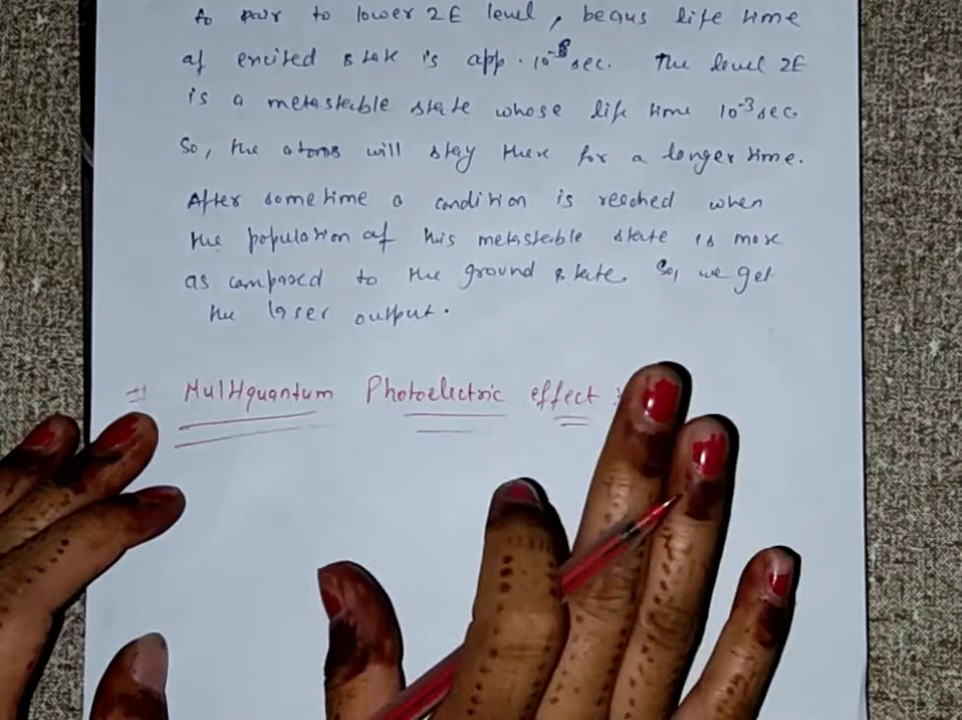 to pair to lower 2E level, becaus life time
of excited state is app. 10⁻⁸ sec. The level 2E
is a metasteable state whose life time 10⁻³ sec.
So, the atoms will stay there for a longer time.
After some time a condition is reached when
the population of this metasteable state is more
as compared to the ground state. So, we get
the laser output.
Multiquantum Photoelectric effect :